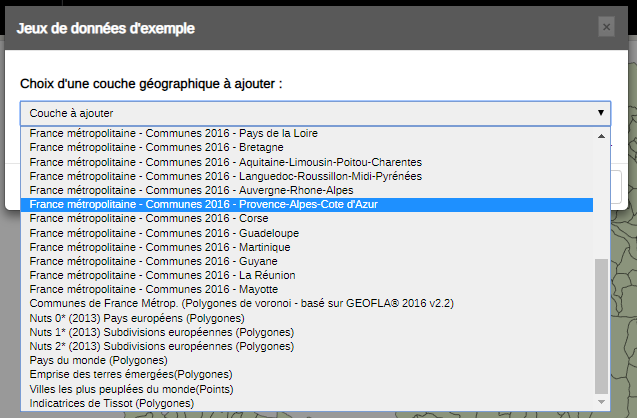 Jeux de données d'exemple
×
Choix d'une couche géographique à ajouter :
Couche à ajouter
France métropolitaine - Communes 2016 - Pays de la Loire
France métropolitaine - Communes 2016 - Bretagne
France métropolitaine - Communes 2016 - Aquitaine-Limousin-Poitou-Charentes
France métropolitaine - Communes 2016 - Languedoc-Roussillon-Midi-Pyrénées
France métropolitaine - Communes 2016 - Auvergne-Rhone-Alpes
France métropolitaine - Communes 2016 - Provence-Alpes-Cote d'Azur
France métropolitaine - Communes 2016 - Corse
France métropolitaine - Communes 2016 - Guadeloupe
France métropolitaine - Communes 2016 - Martinique
France métropolitaine - Communes 2016 - Guyane
France métropolitaine - Communes 2016 - La Réunion
France métropolitaine - Communes 2016 - Mayotte
Communes de France Métrop. (Polygones de voronoi - basé sur GEOFLA® 2016 v2.2)
Nuts 0* (2013) Pays européens (Polygones)
Nuts 1* (2013) Subdivisions européennes (Polygones)
Nuts 2* (2013) Subdivisions européennes (Polygones)
Pays du monde (Polygones)
Emprise des terres émergées(Polygones)
Villes les plus peuplées du monde(Points)
Indicatrices de Tissot (Polygones)